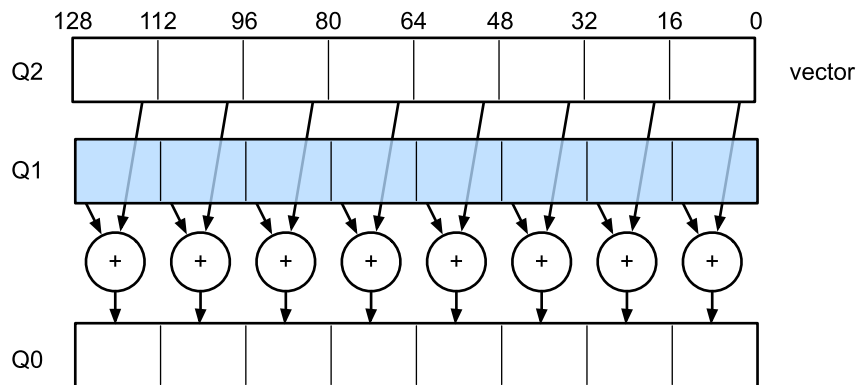 128 112 96 80 64 48 32 16 0
Q2 vector
Q1
+ + + + + + + +
Q0